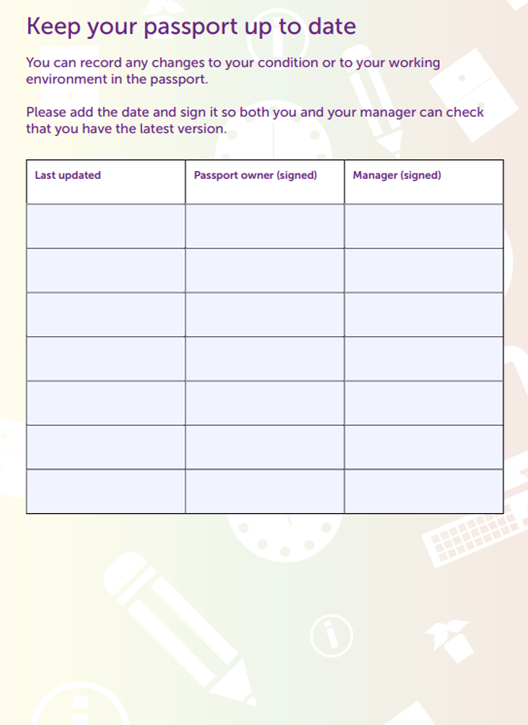 Keep your passport up to date
You can record any changes to your condition or to your working
environment in the passport.
Please add the date and sign it so both you and your manager can check
that you have the latest version.
Last updated
Passport owner (signed)
Manager (signed)